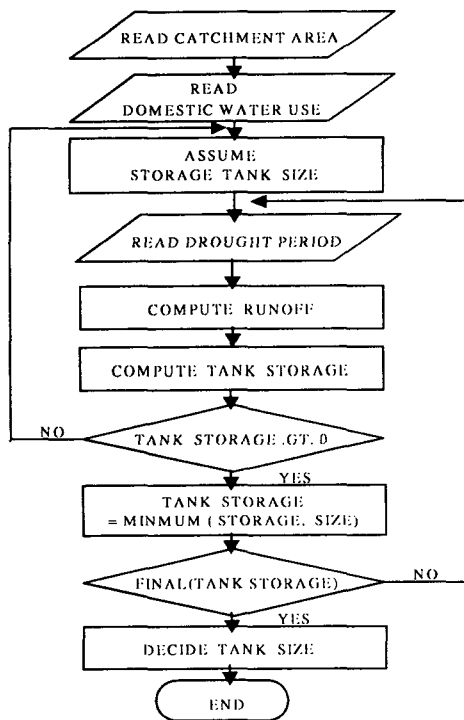 READ CATCHMENT AREA
READ
DOMESTIC WATER USE
ASSUME
STORAGE TANK SIZE
READ DROUGHT PERIOD
COMPUTE RUNOFF
COMPUTE TANK STORAGE
NO
TANK STORAGE .GT. 0
YES
TANK STORAGE
= MINMUM ( STORAGE, SIZE)
FINAL(TANK STORAGE)
NO
YES
DECIDE TANK SIZE
END